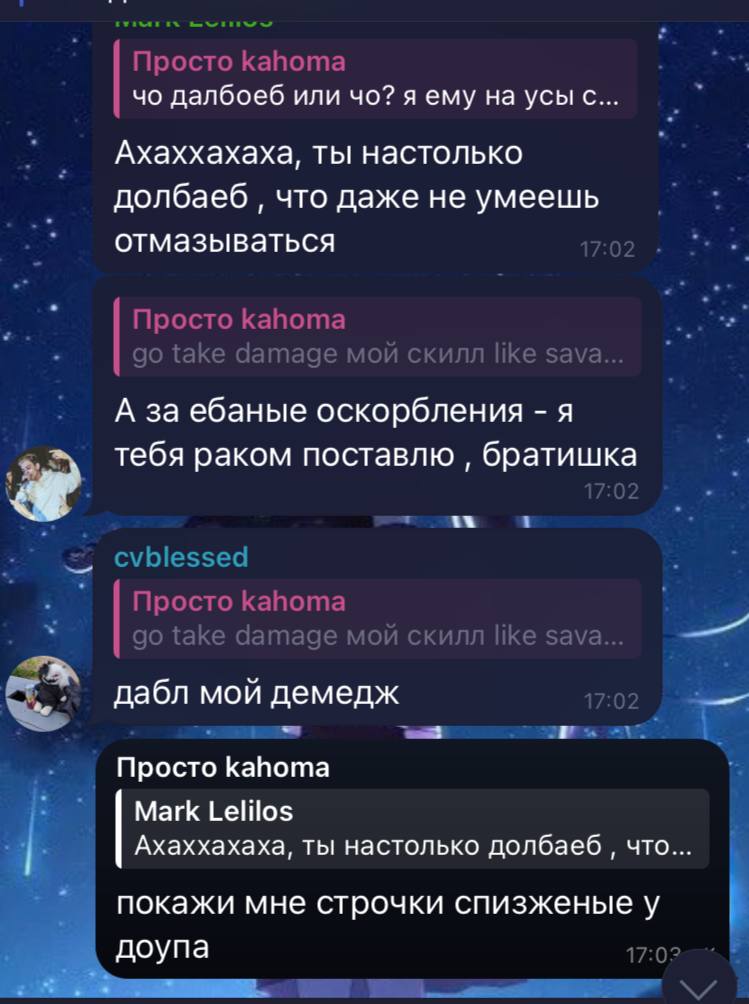 Mark Lelilos
Просто kahoma
чо далбоеб или чо? я ему на усы с...
Ахаххахаха, ты настолько
долбаеб , что даже не умеешь
отмазываться
17:02
Просто kahoma
go take damage мой скилл like sava...
А за ебаные оскорбления - я
тебя раком поставлю , братишка
17:02
cvblessed
Просто kahoma
go take damage мой скилл like sava...
дабл мой демедж
17:02
Просто kahoma
Mark Lelilos
Ахаххахаха, ты настолько долбаеб , что...
покажи мне строчки спизженые у
доупа
17:03